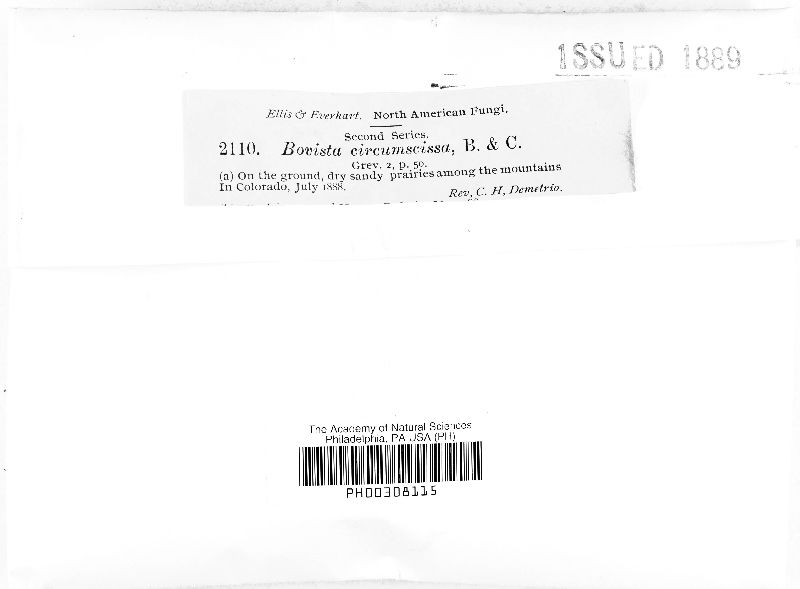 ISSUED 1889
Ellis & Everhart. North American Fungi.
Second Series.
2110. Bovista circumscissa, B. & C.
Grev. 2, p. 50.
(a) On the ground, dry sandy prairies among the mountains
In Colorado, July 1888.
Rev, C. H, Demetrio.
The Academy of Natural Sciences
Philadelphia, PA USA (PH)
PH00308115